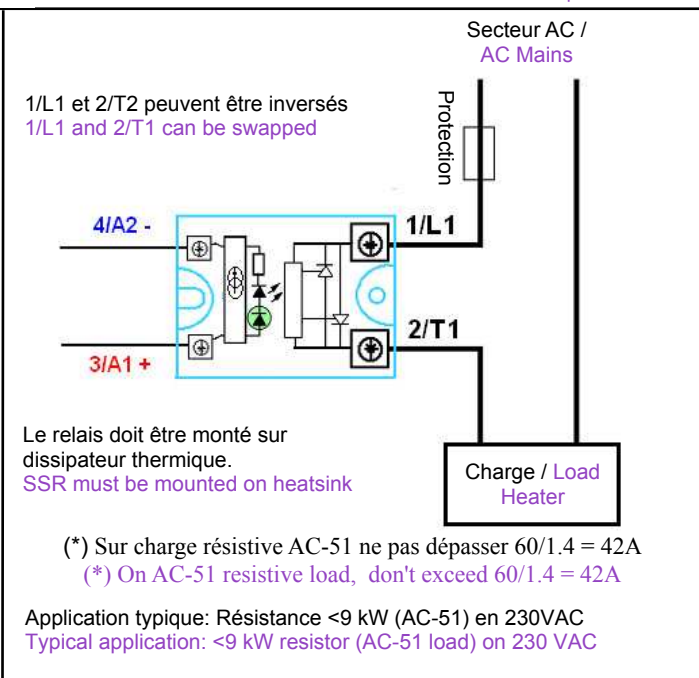 Secteur AC /
AC Mains
1/L1 et 2/T2 peuvent être inversés
1/L1 and 2/T1 can be swapped
Protection
4/A2 -
1/L1
2/T1
3/A1 +
Le relais doit être monté sur
dissipateur thermique.
SSR must be mounted on heatsink
Charge / Load
Heater
(*) Sur charge résistive AC-51 ne pas dépasser 60/1.4 = 42A
(*) On AC-51 resistive load, don't exceed 60/1.4 = 42A
Application typique: Résistance <9 kW (AC-51) en 230VAC
Typical application: <9 kW resistor (AC-51 load) on 230 VAC